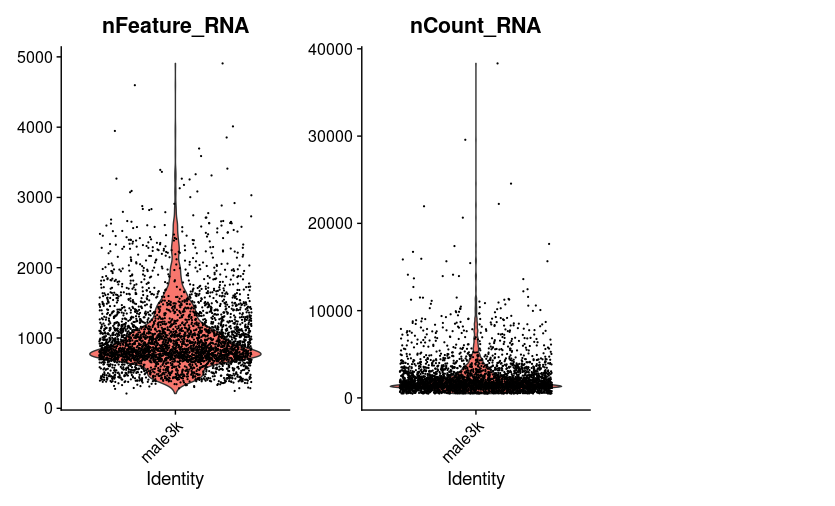 nFeature_RNA
5000
4000
3000
2000
1000
0
male3k
Identity
nCount_RNA
40000
30000
20000
10000
0
male3k
Identity